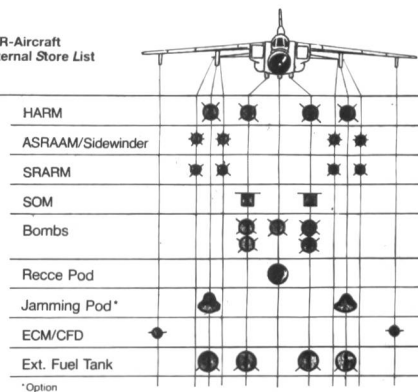 R-Aircraft
ternal Store List
HARM
ASRAAM/Sidewinder
SRARM
SOM
Bombs
Recce Pod
Jamming Pod*
ECM/CFD
Ext. Fuel Tank
*Option